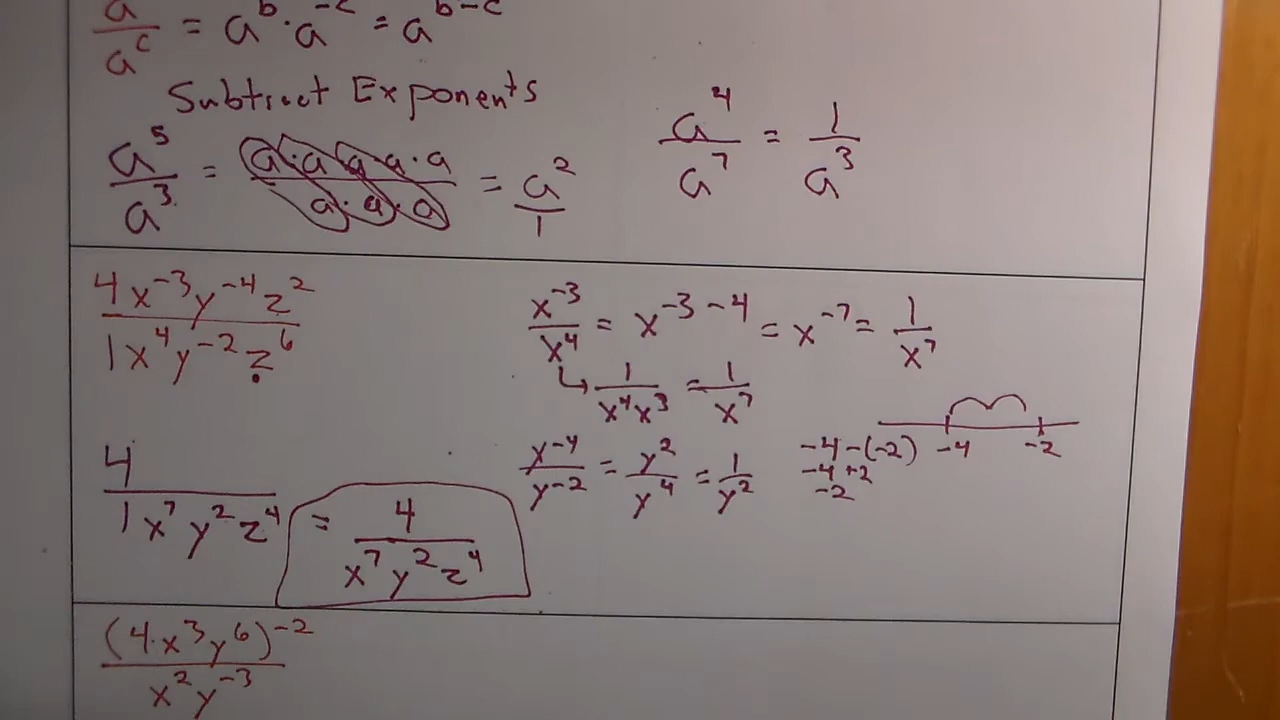 a/a^c = a^b · a^-c = a^b-c
Subtract Exponents
a^5/a^3 = a·a·a·a·a/a·a·a = a^2/1
a^4/a^7 = 1/a^3
4x^-3y^-4z^2/1x^4y^-2z^6
x^-3/x^4 = x^-3-4 = x^-7 = 1/x^7
1/x^4x^3 = 1/x^7
x^-4/y^-2 = y^2/y^4 = 1/y^2
-4-(-2)
-4+2
-2
-4 -2
4/1x^7y^2z^4 = 4/x^7y^2z^4
(4·x^3y^6)^-2/x^2y^-3